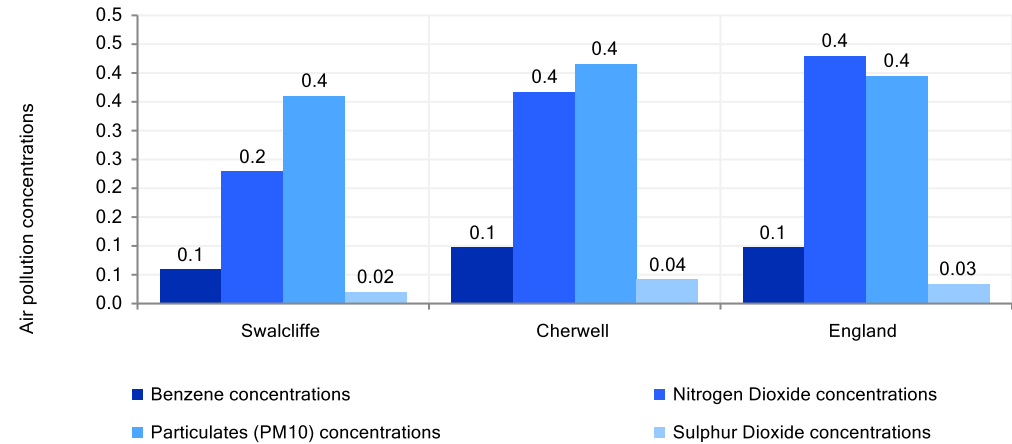 0.5
0.5
0.4
0.4
0.3
0.3
0.2
0.2
0.1
0.1
0.0
Air pollution concentrations
0.1
0.2
0.4
0.02
0.1
0.4
0.4
0.04
0.1
0.4
0.4
0.03
Swalcliffe
Cherwell
England
Benzene concentrations
Nitrogen Dioxide concentrations
Particulates (PM10) concentrations
Sulphur Dioxide concentrations